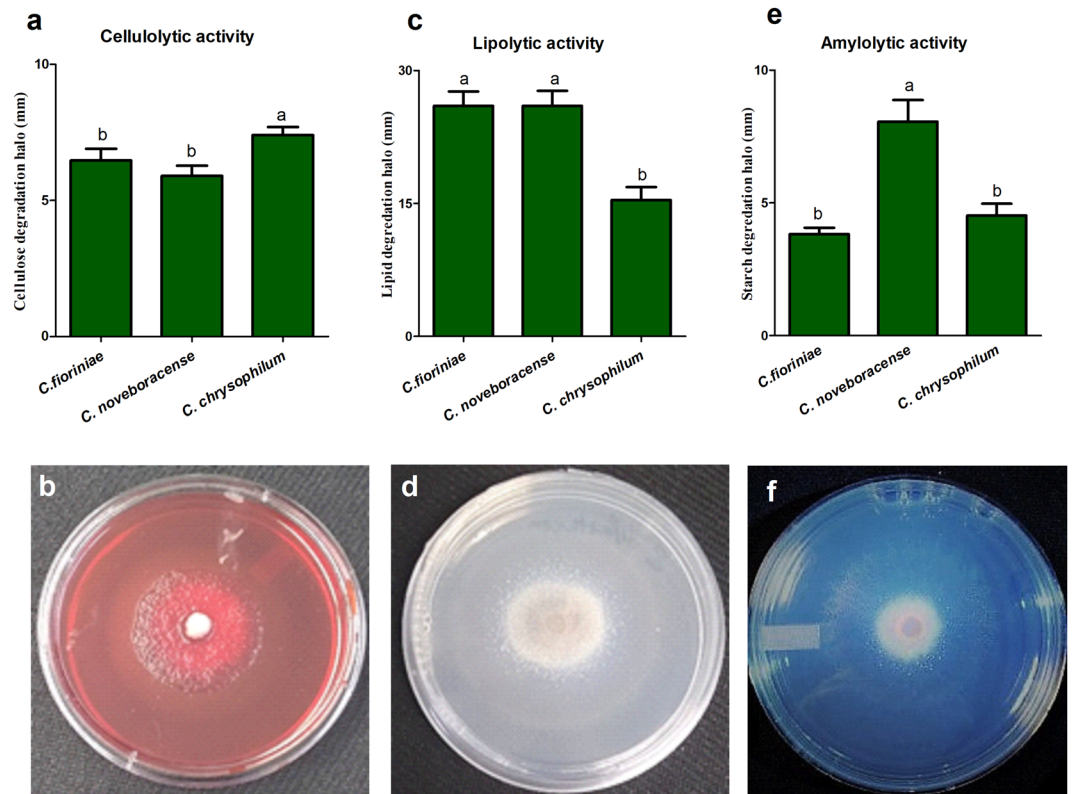 a
Cellulolytic activity
Cellulose degradation halo (mm)
10
5
0
b
b
a
C.fioriniae
C. noveboracense
C. chrysophilum
c
Lipolytic activity
Lipid degredation halo (mm)
30
15
0
a
a
b
C.fioriniae
C. noveboracense
C. chrysophilum
e
Amylolytic activity
Starch degredation halo (mm)
10
5
0
b
a
b
C.fioriniae
C. noveboracense
C. chrysophilum
b
d
f